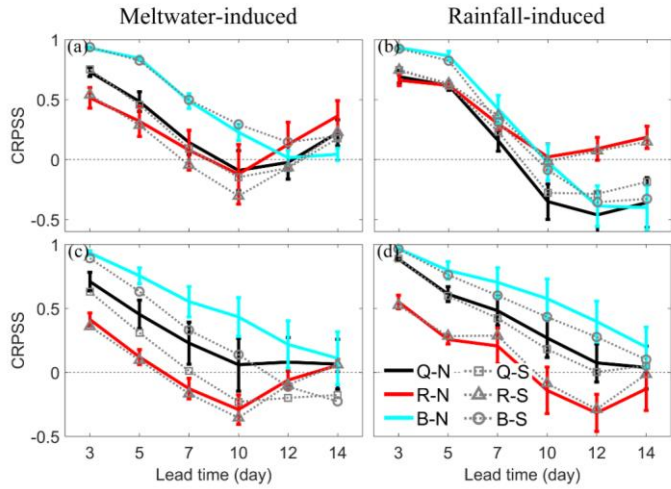 Meltwater-induced Rainfall-induced
(a) (b)
CRPSS
1
0.5
0
-0.5
(c) (d)
CRPSS
1
0.5
0
-0.5
-1
Q-N Q-S
R-N R-S
B-N B-S
3 5 7 10 12 14 3 5 7 10 12 14
Lead time (day) Lead time (day)